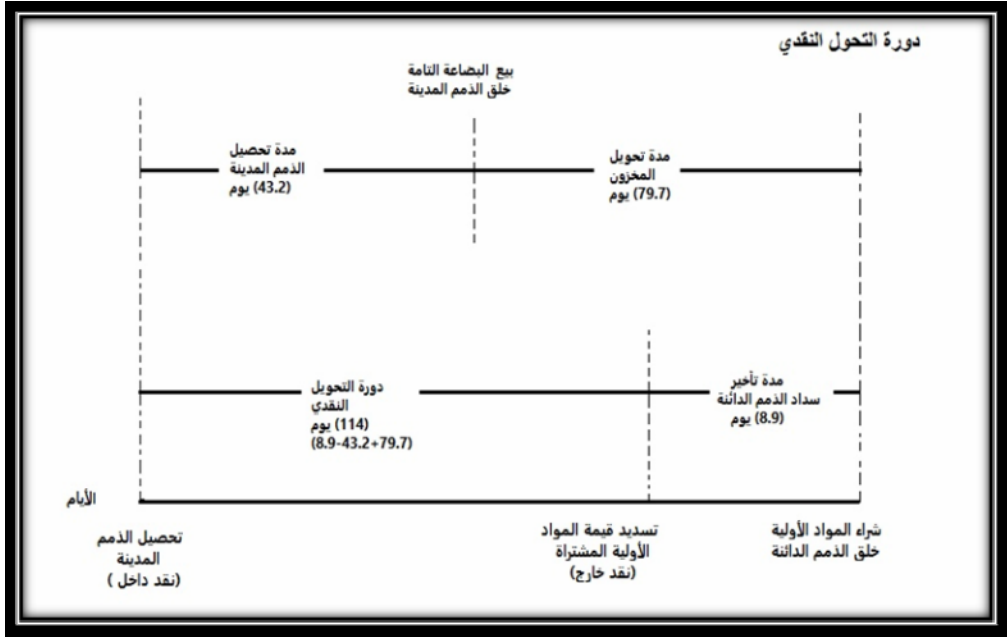 دورة التحول النقدي
بيع البضاعة التامة
خلق الذمم المدينة
مدة تحويل
المخزون
(79.7) يوم
مدة تحصيل
الذمم المدينة
(43.2) يوم
مدة تأخير
سداد الذمم الدائنة
(8.9) يوم
دورة التحويل
النقدي
(114) يوم
(8.9-43.2+79.7)
الأيام
شراء المواد الأولية
خلق الذمم الدائنة
تسديد قيمة المواد
الأولية المشتراة
(نقد خارج)
تحصيل الذمم
المدينة
(نقد داخل )